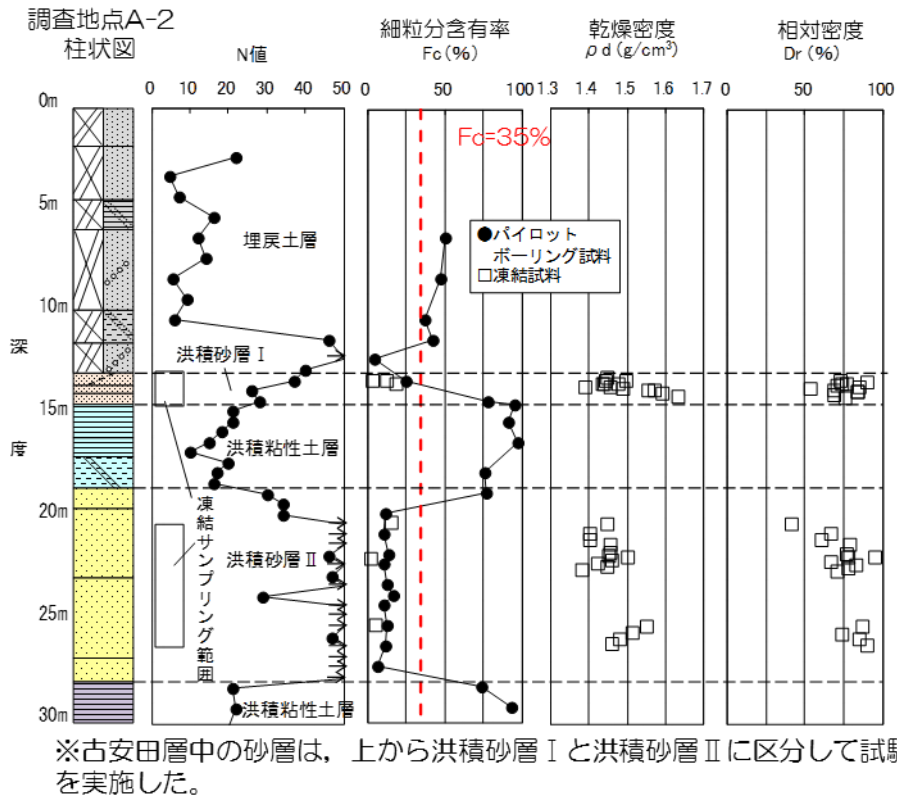 調査地点A-2
柱状図
N値
細粒分含有率
Fc(%)
乾燥密度
ρd(g/cm³)
相対密度
Dr(%)
0 10 20 30 40 50
0 50 100
1.3 1.4 1.5 1.6 1.7
0 50 100
0m
5m
10m
15m
20m
25m
30m
深
度
Fc=35%
●パイロット
ボーリング試料
□凍結試料
埋戻土層
洪積砂層Ⅰ
洪積粘性土層
洪積砂層Ⅱ
凍結サンプリング範囲
洪積粘性土層
※古安田層中の砂層は，上から洪積砂層Ⅰと洪積砂層Ⅱに区分して試験
を実施した。